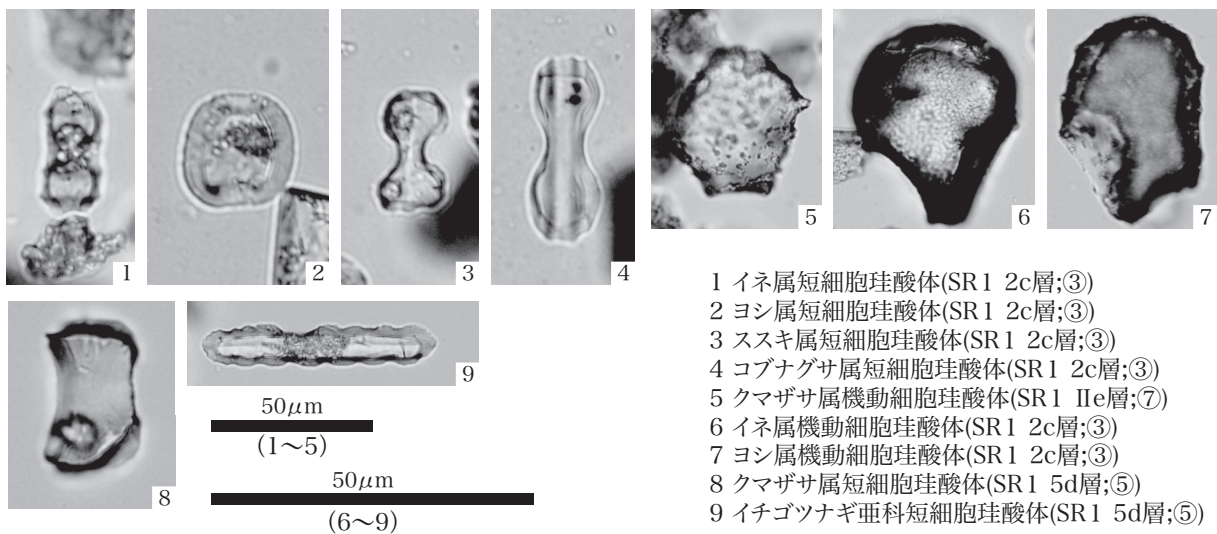 1
2
3
4
5
6
7
8
9
50μm
(1〜5)
50μm
(6〜9)
1 イネ属短細胞珪酸体(SR1 2c層;③)
2 ヨシ属短細胞珪酸体(SR1 2c層;③)
3 ススキ属短細胞珪酸体(SR1 2c層;③)
4 コブナグサ属短細胞珪酸体(SR1 2c層;③)
5 クマザサ属機動細胞珪酸体(SR1 Ⅱe層;⑦)
6 イネ属機動細胞珪酸体(SR1 2c層;③)
7 ヨシ属機動細胞珪酸体(SR1 2c層;③)
8 クマザサ属短細胞珪酸体(SR1 5d層;⑤)
9 イチゴツナギ亜科短細胞珪酸体(SR1 5d層;⑤)